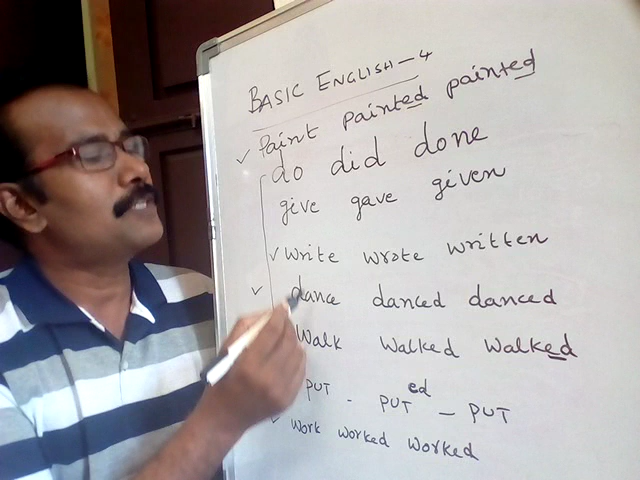 BASIC ENGLISH - 4
Paint painted painted
do did done
give gave given
write wrote written
dance danced danced
Walk walked walked
PUT - PUT ed - PUT
Work worked worked